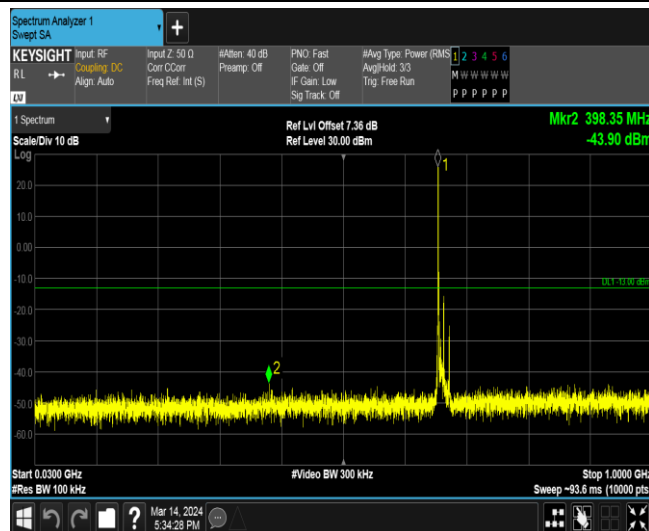 Spectrum Analyzer 1
Swept SA
+
KEYSIGHT
RL
Input: RF
Coupling: DC
Align: Auto
Input Z: 50 Ω
Corr CCorr
Freq Ref: Int (S)
#Atten: 40 dB
Preamp: Off
PNO: Fast
Gate: Off
IF Gain: Low
Sig Track: Off
#Avg Type: Power (RMS
Avg|Hold: 3/3
Trig: Free Run
1 2 3 4 5 6
M W W W W W
P P P P P P
LXI
1 Spectrum
Scale/Div 10 dB
Ref Lvl Offset 7.36 dB
Ref Level 30.00 dBm
Mkr2 398.35 MHz
-43.90 dBm
Log
1
20.0
10.0
0.00
-10.0
DL1 -13.00 dBm
-20.0
-30.0
-40.0
2
-50.0
-60.0
Start 0.0300 GHz
#Video BW 300 kHz
Stop 1.0000 GHz
#Res BW 100 kHz
Sweep ~93.6 ms (10000 pts
?
Mar 14, 2024
5:34:28 PM